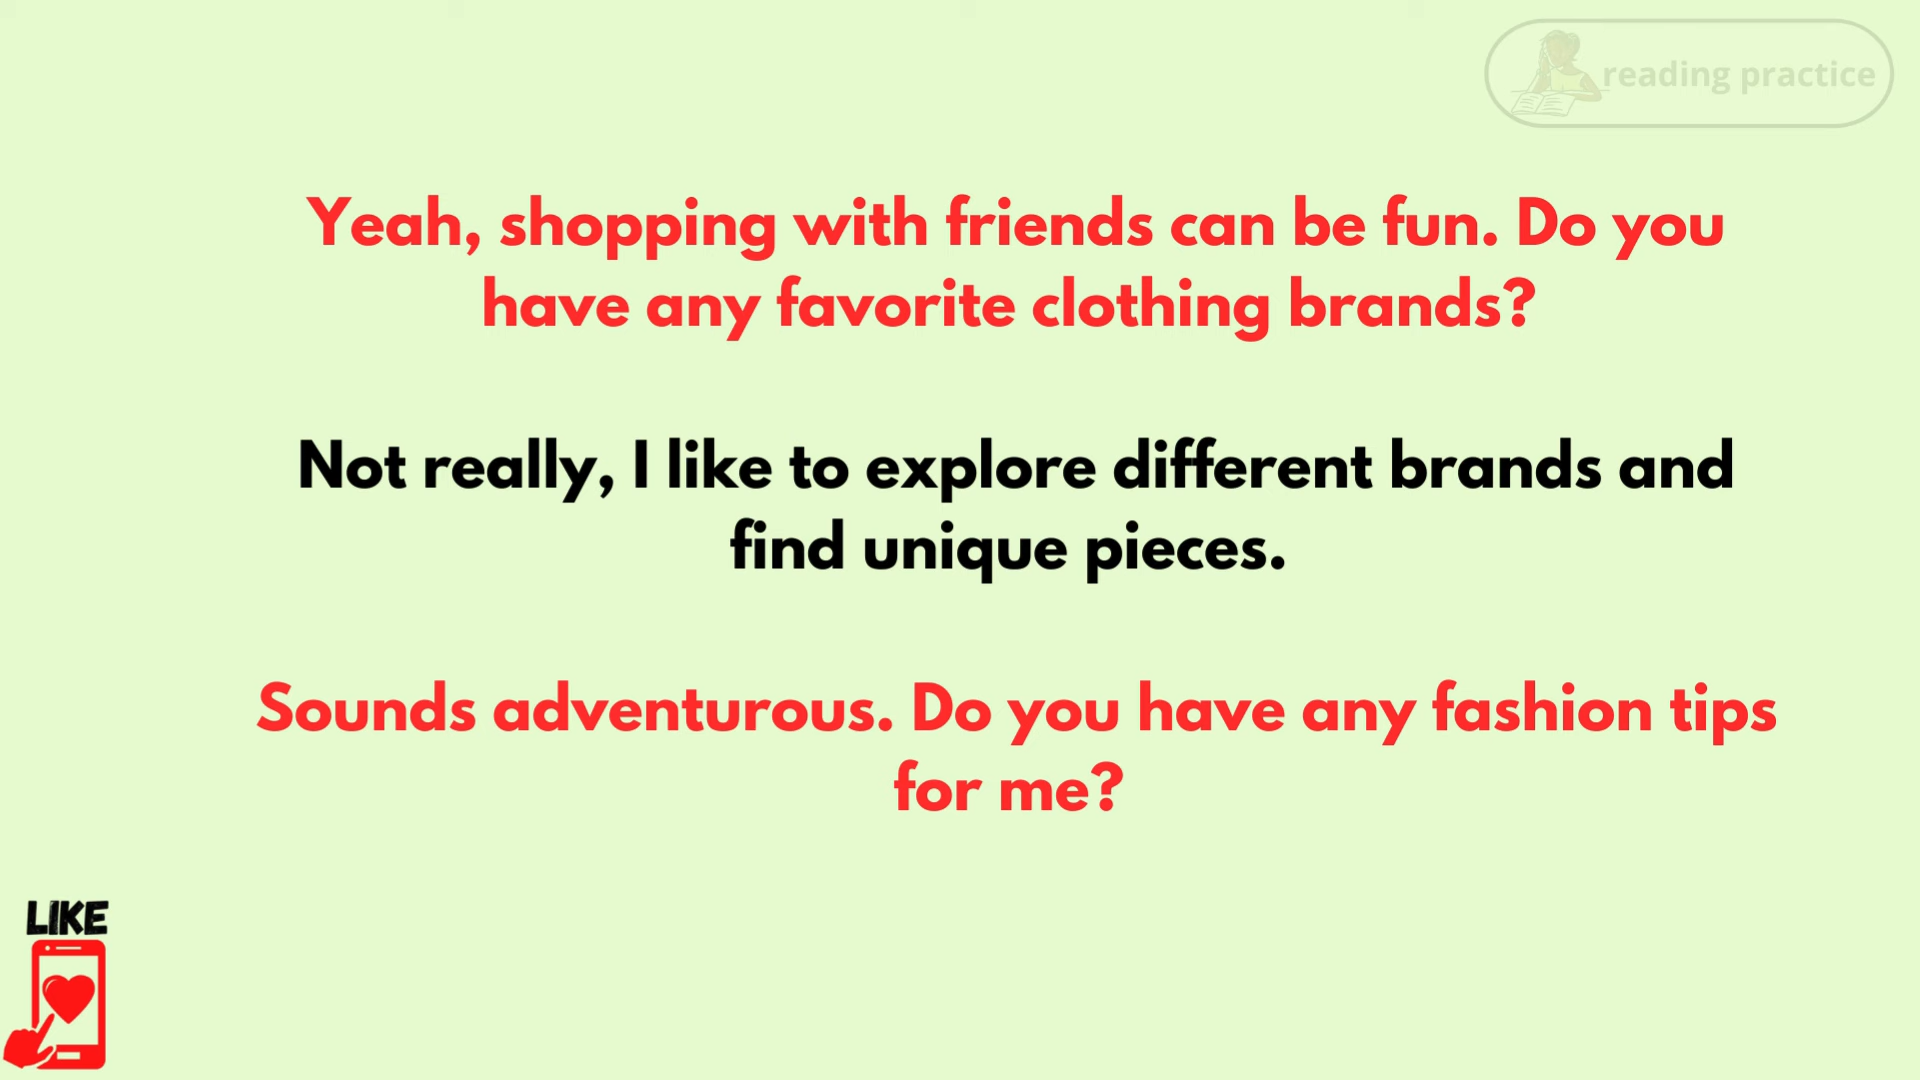 reading practice
Yeah, shopping with friends can be fun. Do you
have any favorite clothing brands?
Not really, I like to explore different brands and
find unique pieces.
Sounds adventurous. Do you have any fashion tips
for me?
LIKE